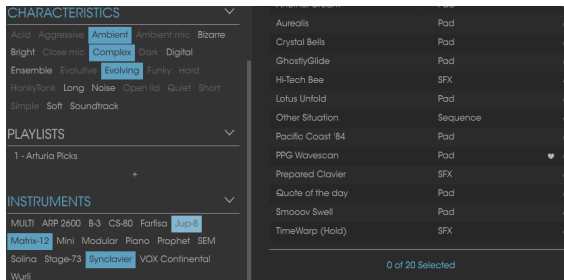 CHARACTERISTICS
Acid Aggressive Ambient Ambient mic Bizarre
Bright Close mic Complex Dark Digital
Ensemble Evolutive Evolving Funky Hard
HonkyTonk Long Noise Open lid Quiet Short
Simple Soft Soundtrack
PLAYLISTS
1 - Arturia Picks
+
INSTRUMENTS
MULTI ARP 2600 B-3 CS-80 Farfisa Jup-8
Matrix-12 Mini Modular Piano Prophet SEM
Solina Stage-73 Synclavier VOX Continental
Wurli
Pad
Aurealis Pad
Crystal Bells Pad
GhostlyGlide Pad
Hi-Tech Bee SFX
Lotus Unfold Pad
Other Situation Sequence
Pacific Coast '84 Pad
PPG Wavescan Pad
Prepared Clavier SFX
Quote of the day Pad
Smooov Swell Pad
TimeWarp (Hold) SFX
0 of 20 Selected